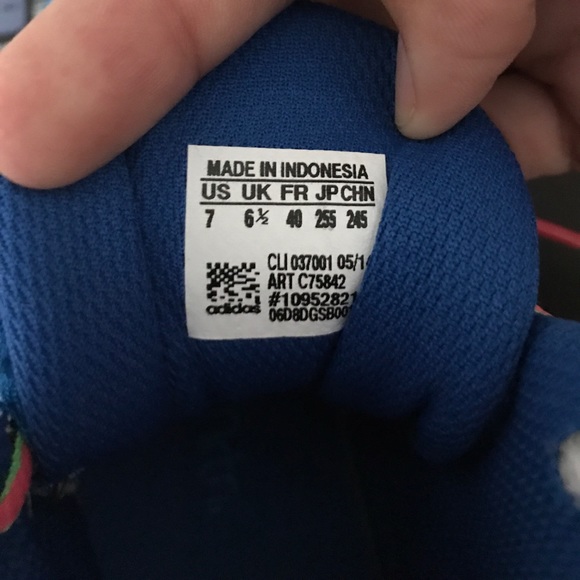 MADE IN INDONESIA
US UK FR JP CHN
7 6½ 40 255 245
CLI 037001 05/14
ART C75842
#10952821
adidas 06D8DGSB00